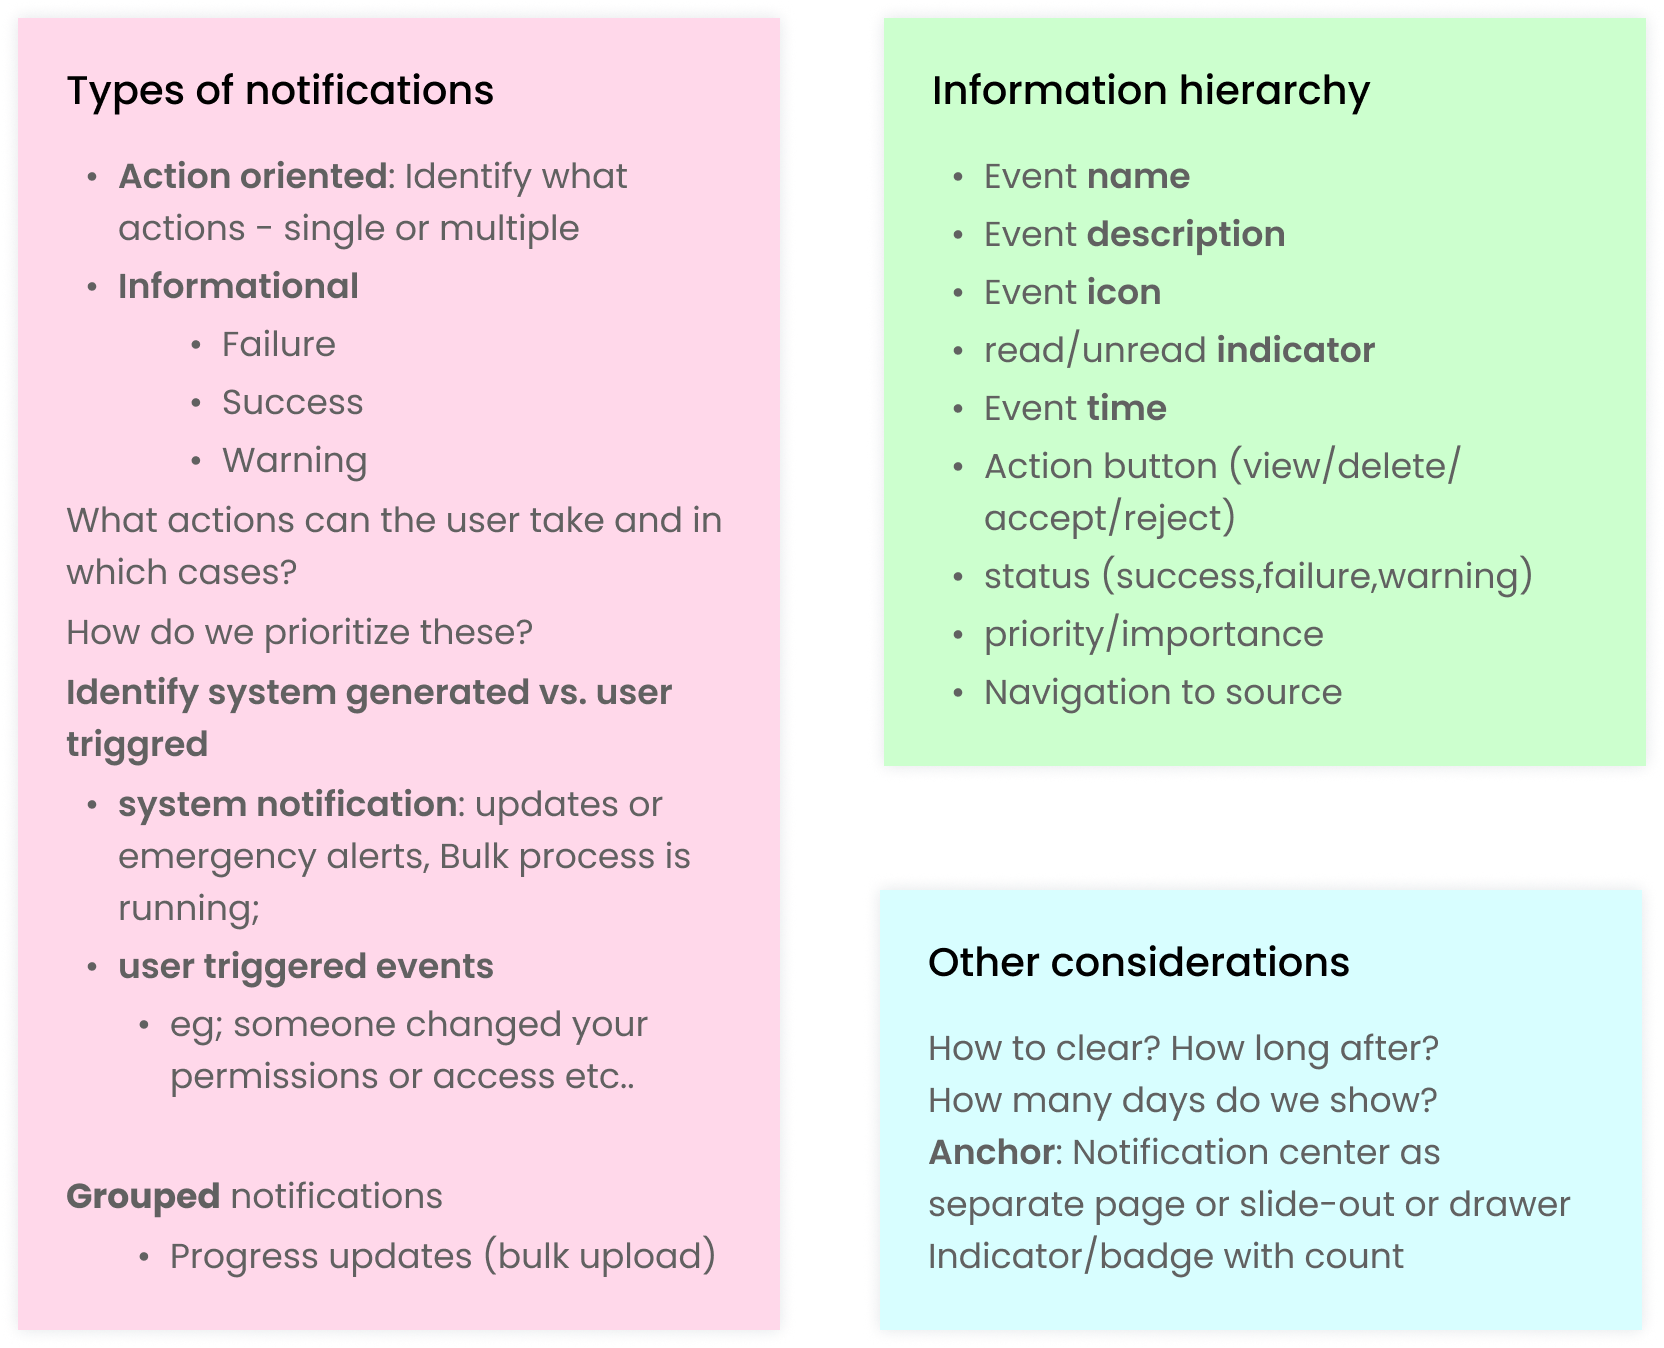 Types of notifications
• Action oriented: Identify what
actions - single or multiple
• Informational
• Failure
• Success
• Warning
What actions can the user take and in
which cases?
How do we prioritize these?
Identify system generated vs. user
triggred
• system notification: updates or
emergency alerts, Bulk process is
running;
• user triggered events
• eg; someone changed your
permissions or access etc..
Grouped notifications
• Progress updates (bulk upload)
Information hierarchy
• Event name
• Event description
• Event icon
• read/unread indicator
• Event time
• Action button (view/delete/
accept/reject)
• status (success,failure,warning)
• priority/importance
• Navigation to source
Other considerations
How to clear? How long after?
How many days do we show?
Anchor: Notification center as
separate page or slide-out or drawer
Indicator/badge with count